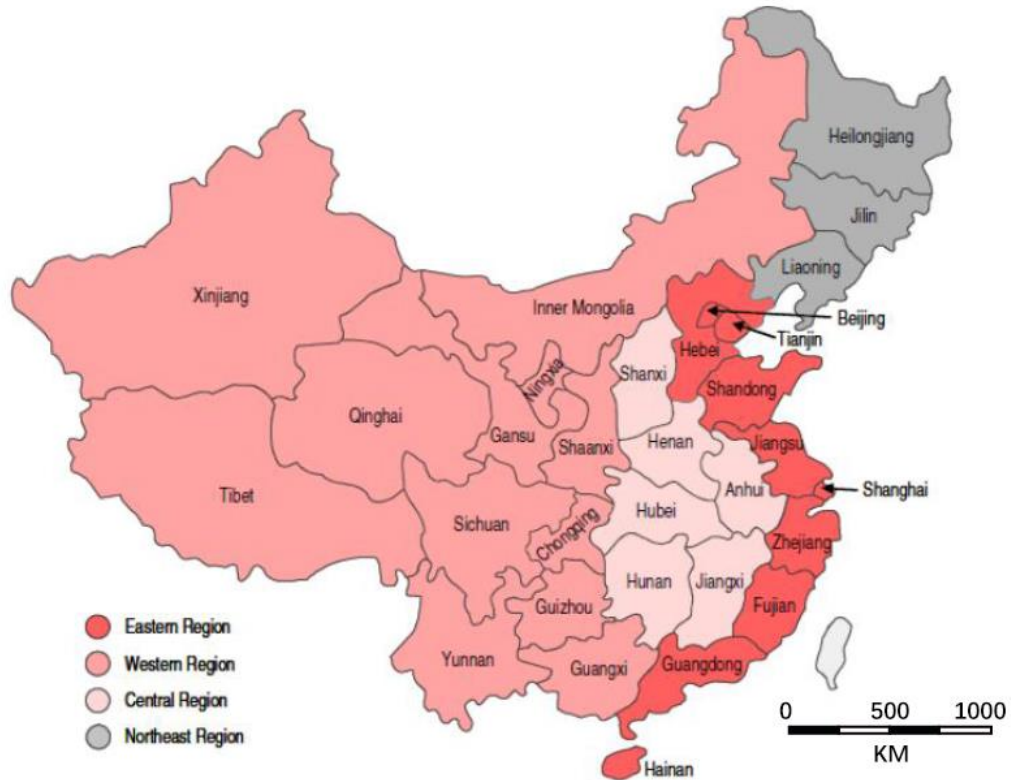 Heilongjiang
Jilin
Liaoning
Xinjiang
Inner Mongolia
Beijing
Tianjin
Hebei
Shanxi
Ningxia
Shandong
Qinghai
Gansu
Shaanxi
Henan
Jiangsu
Tibet
Anhui
Shanghai
Sichuan
Chongqing
Hubei
Zhejiang
Hunan
Jiangxi
Guizhou
Fujian
Yunnan
Guangxi
Guangdong
Hainan
Eastern Region
Western Region
Central Region
Northeast Region
0 500 1000
KM